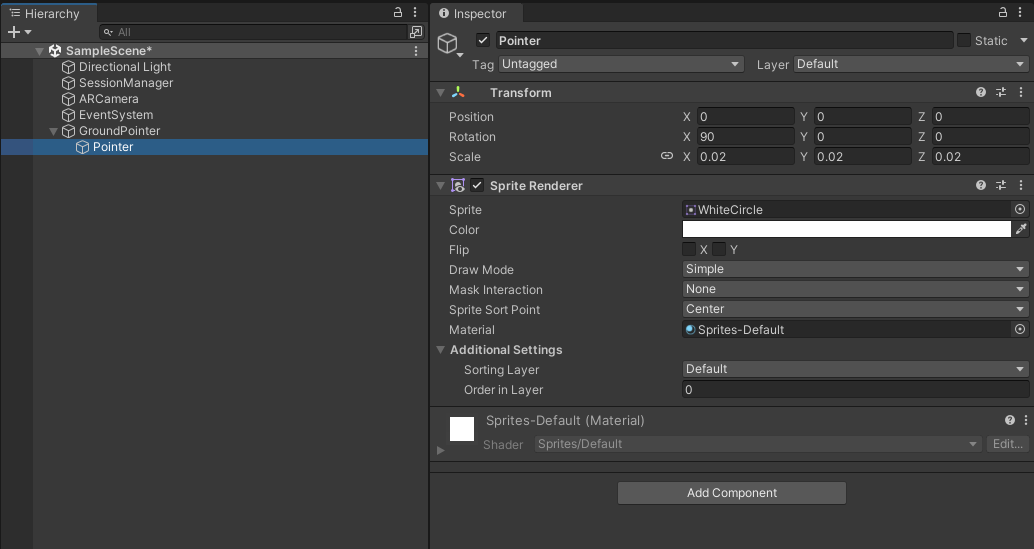 Hierarchy
All
SampleScene*
Directional Light
SessionManager
ARCamera
EventSystem
GroundPointer
Pointer
Inspector
Pointer
Static
Tag Untagged Layer Default
Transform
Position X 0 Y 0 Z 0
Rotation X 90 Y 0 Z 0
Scale X 0.02 Y 0.02 Z 0.02
Sprite Renderer
Sprite WhiteCircle
Color
Flip X Y
Draw Mode Simple
Mask Interaction None
Sprite Sort Point Center
Material Sprites-Default
Additional Settings
Sorting Layer Default
Order in Layer 0
Sprites-Default (Material)
Shader Sprites/Default Edit...
Add Component